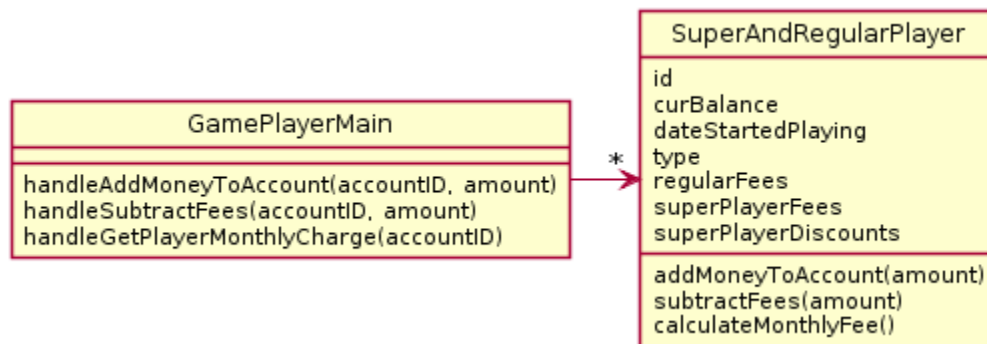 GamePlayerMain
handleAddMoneyToAccount(accountID, amount)
handleSubtractFees(accountID, amount)
handleGetPlayerMonthlyCharge(accountID)
*
SuperAndRegularPlayer
id
curBalance
dateStartedPlaying
type
regularFees
superPlayerFees
superPlayerDiscounts
addMoneyToAccount(amount)
subtractFees(amount)
calculateMonthlyFee()